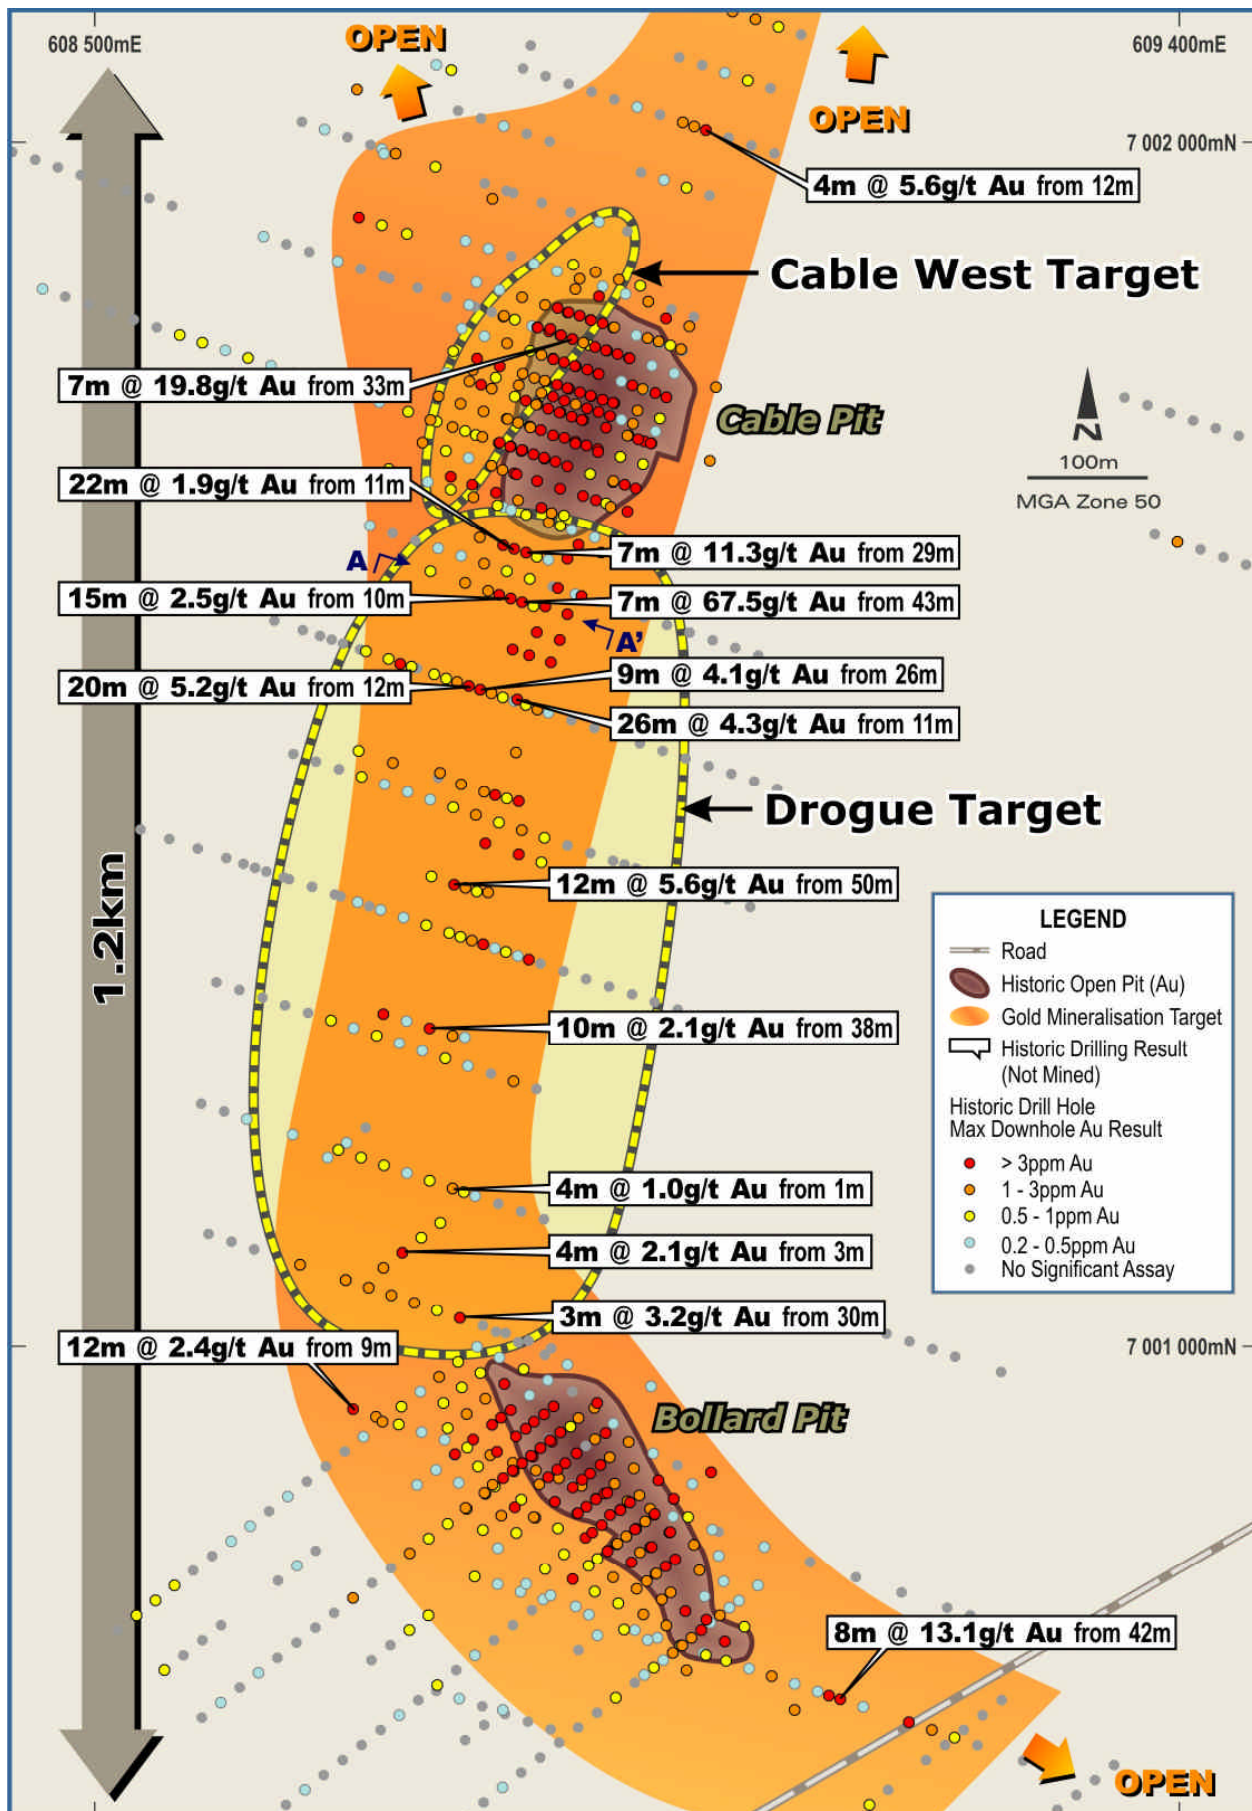 608 500mE
OPEN
609 400mE
OPEN
7 002 000mN
4m @ 5.6g/t Au from 12m
Cable West Target
7m @ 19.8g/t Au from 33m
Cable Pit
N
100m
MGA Zone 50
22m @ 1.9g/t Au from 11m
A
7m @ 11.3g/t Au from 29m
15m @ 2.5g/t Au from 10m
7m @ 67.5g/t Au from 43m
A'
9m @ 4.1g/t Au from 26m
20m @ 5.2g/t Au from 12m
26m @ 4.3g/t Au from 11m
Drogue Target
12m @ 5.6g/t Au from 50m
1.2km
10m @ 2.1g/t Au from 38m
4m @ 1.0g/t Au from 1m
4m @ 2.1g/t Au from 3m
3m @ 3.2g/t Au from 30m
LEGEND
Road
Historic Open Pit (Au)
Gold Mineralisation Target
Historic Drilling Result
(Not Mined)
Historic Drill Hole
Max Downhole Au Result
> 3ppm Au
1 - 3ppm Au
0.5 - 1ppm Au
0.2 - 0.5ppm Au
No Significant Assay
12m @ 2.4g/t Au from 9m
7 001 000mN
Bollard Pit
8m @ 13.1g/t Au from 42m
OPEN